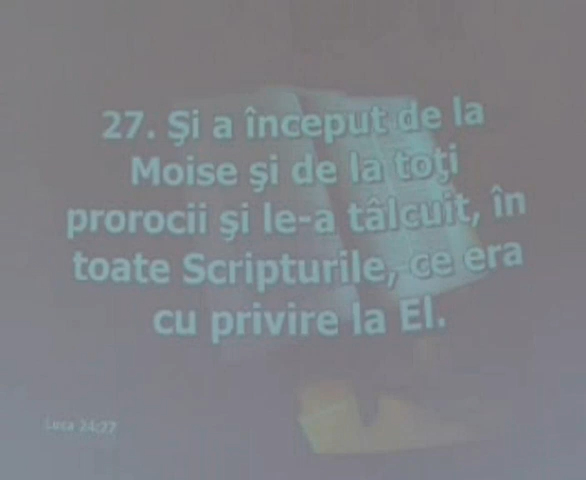 27. Şi a început de la
Moise şi de la toţi
prorocii şi le-a tâlcuit, în
toate Scripturile, ce era
cu privire la El.
Luca 24:27